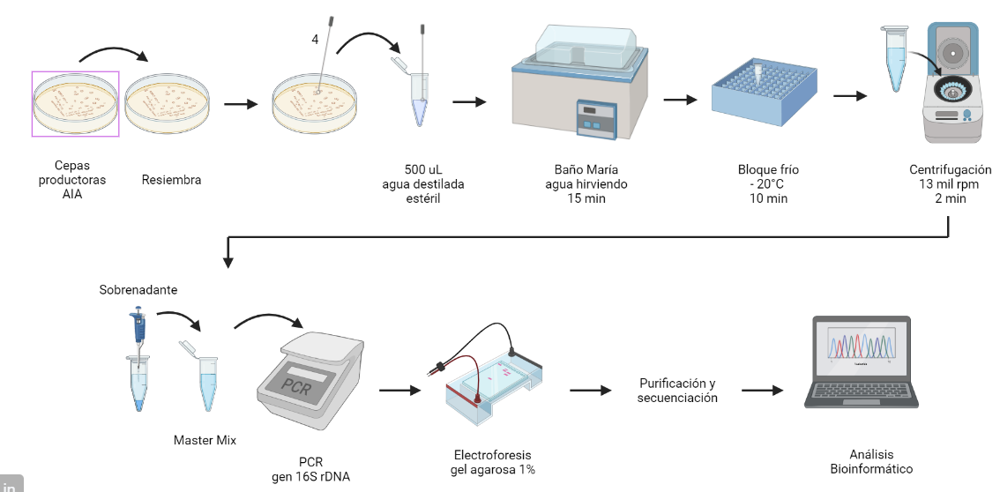 4
Cepas
productoras
AIA
Resiembra
500 uL
agua destilada
estéril
Baño María
agua hirviendo
15 min
Bloque frío
- 20°C
10 min
Centrifugación
13 mil rpm
2 min
Sobrenadante
Master Mix
PCR
PCR
gen 16S rDNA
Electroforesis
gel agarosa 1%
Purificación y
secuenciación
Análisis
Bioinformático
in